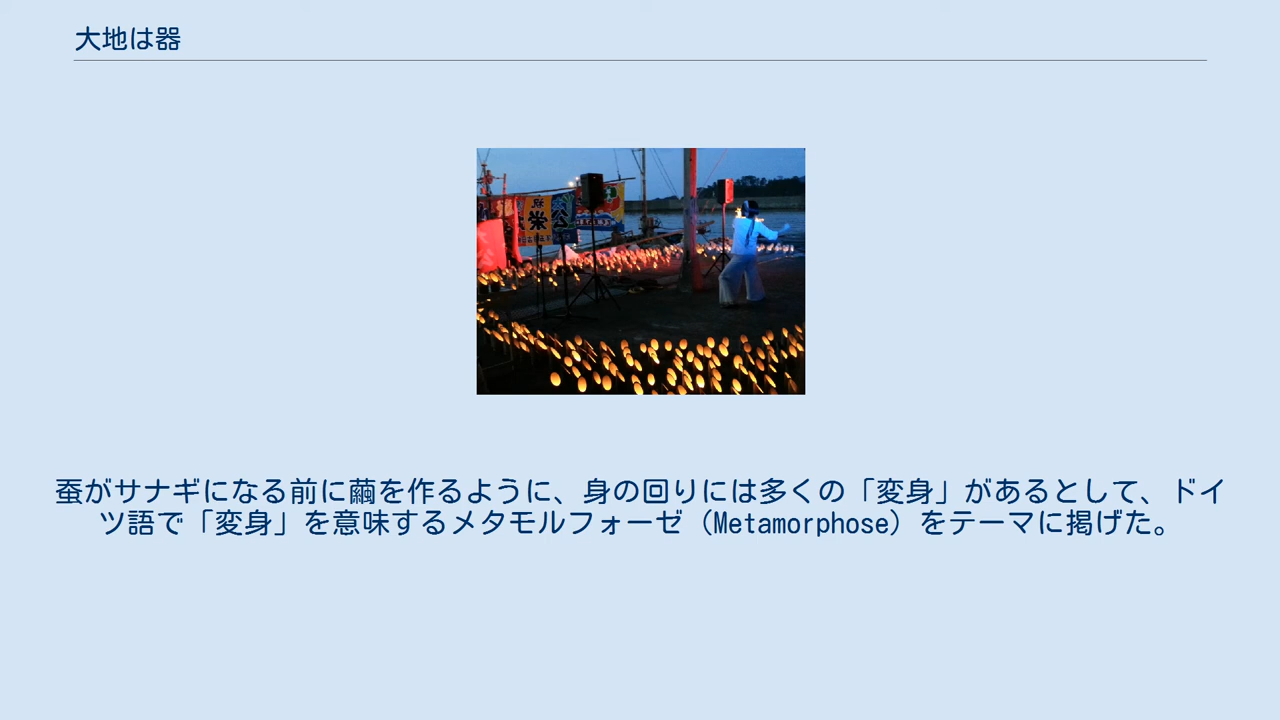 大地は器
祝
栄
蚕がサナギになる前に繭を作るように、身の回りには多くの「変身」があるとして、ドイ
ツ語で「変身」を意味するメタモルフォーゼ（Metamorphose）をテーマに掲げた。